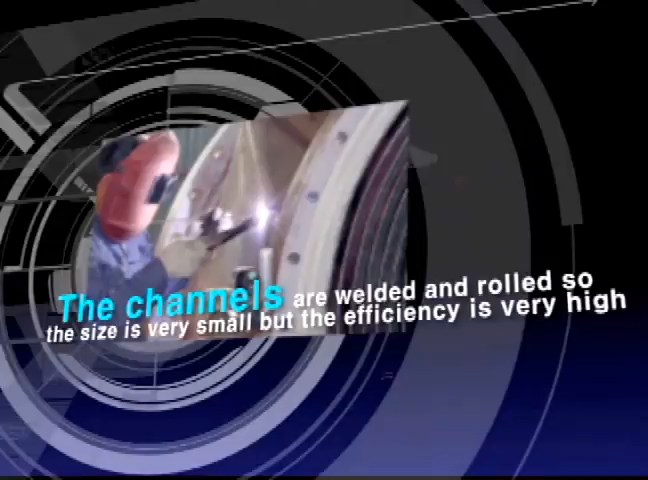 The channels are welded and rolled so
the size is very small but the efficiency is very high